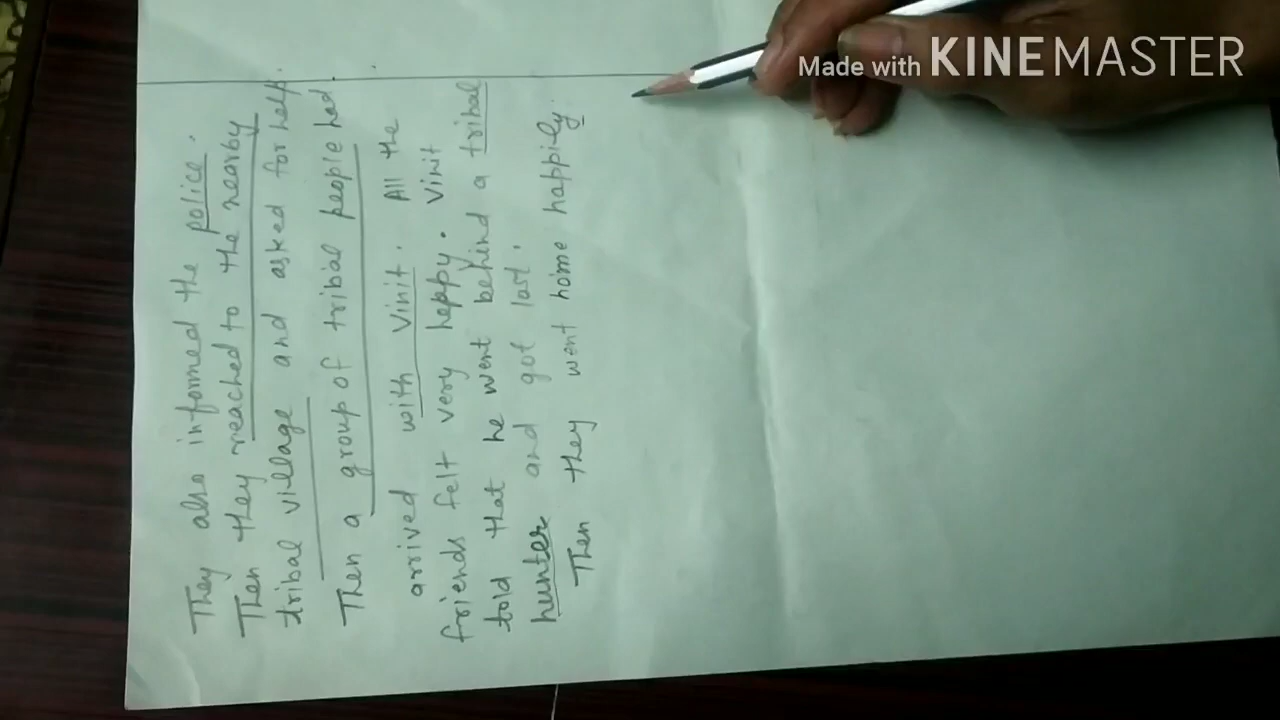 They also informed the police.
Then they reached to the nearby
tribal village and asked for help.
Then a group of tribal people had
arrived with Vinit. All the
friends felt very heppy. Vinit
told that he went behind a tribal
hunter and got lost.
Then they went home happily.
Made with KINEMASTER